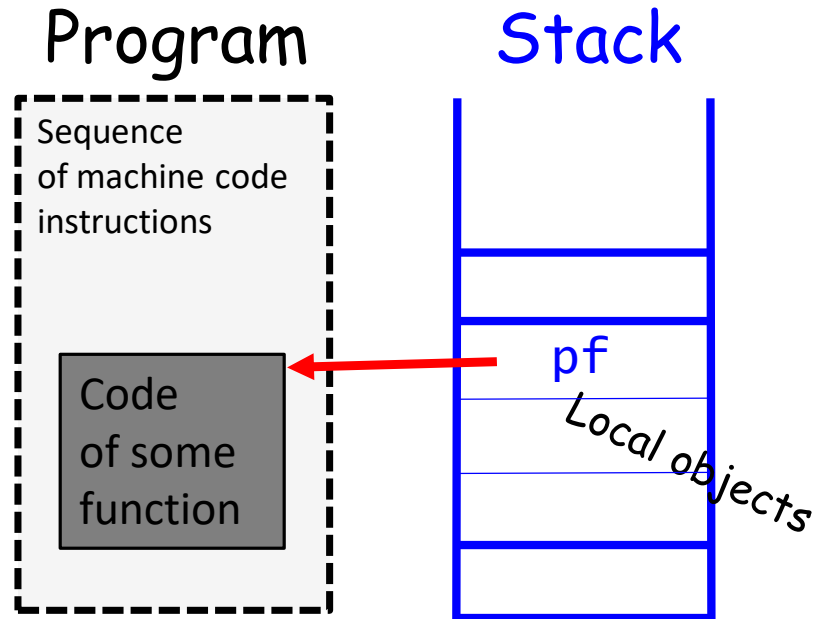 Program
Sequence
of machine code
instructions
Code
of some
function
Stack
pf
Local objects